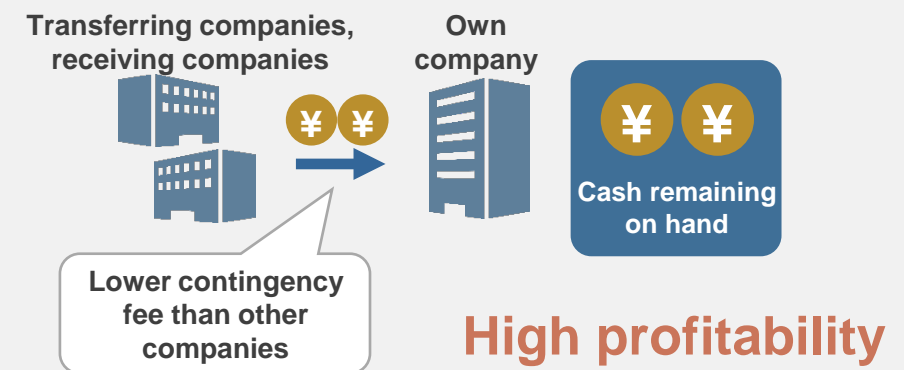 Transferring companies,
receiving companies
Own
company
¥ ¥
¥ ¥
Cash remaining
on hand
Lower contingency
fee than other
companies
High profitability